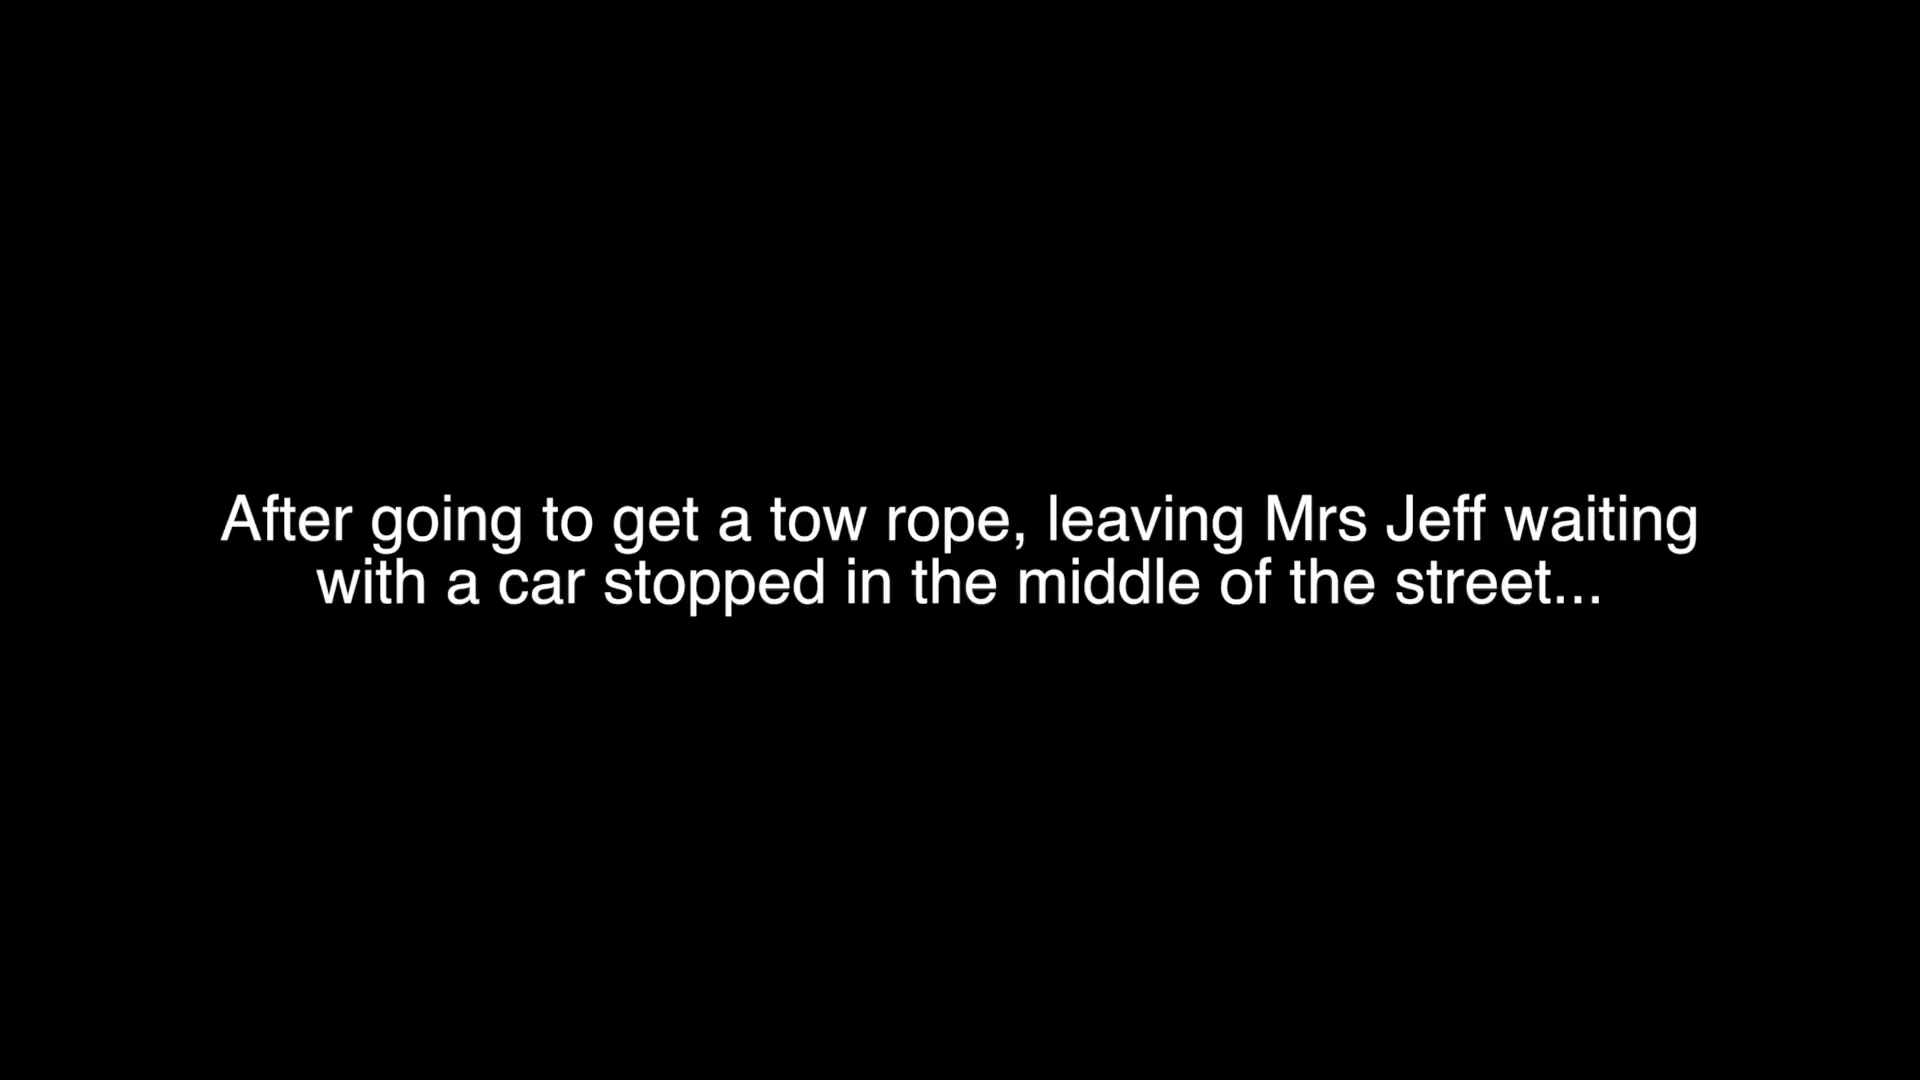 After going to get a tow rope, leaving Mrs Jeff waiting
with a car stopped in the middle of the street...